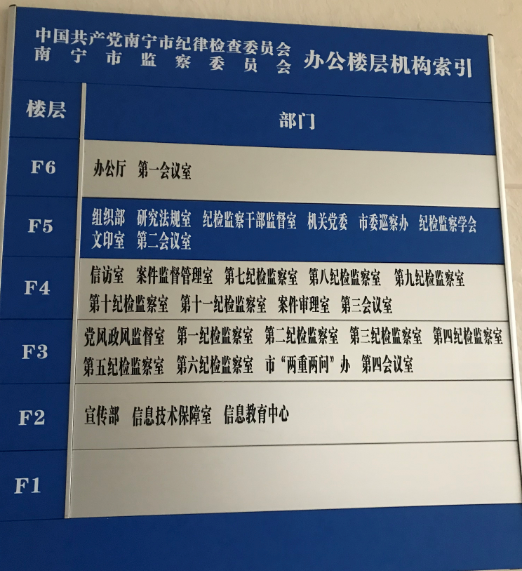 中国共产党南宁市纪律检查委员会
南宁市监察委员会
办公楼层机构索引
楼层 部门
F6 办公厅 第一会议室
F5 组织部 研究法规室 纪检监察干部监督室 机关党委 市委巡察办 纪检监察学会
文印室 第二会议室
F4 信访室 案件监督管理室 第七纪检监察室 第八纪检监察室 第九纪检监察室
第十纪检监察室 第十一纪检监察室 案件审理室 第三会议室
F3 党风政风监督室 第一纪检监察室 第二纪检监察室 第三纪检监察室 第四纪检监察室
第五纪检监察室 第六纪检监察室 市“两重两问”办 第四会议室
F2 宣传部 信息技术保障室 信息教育中心
F1